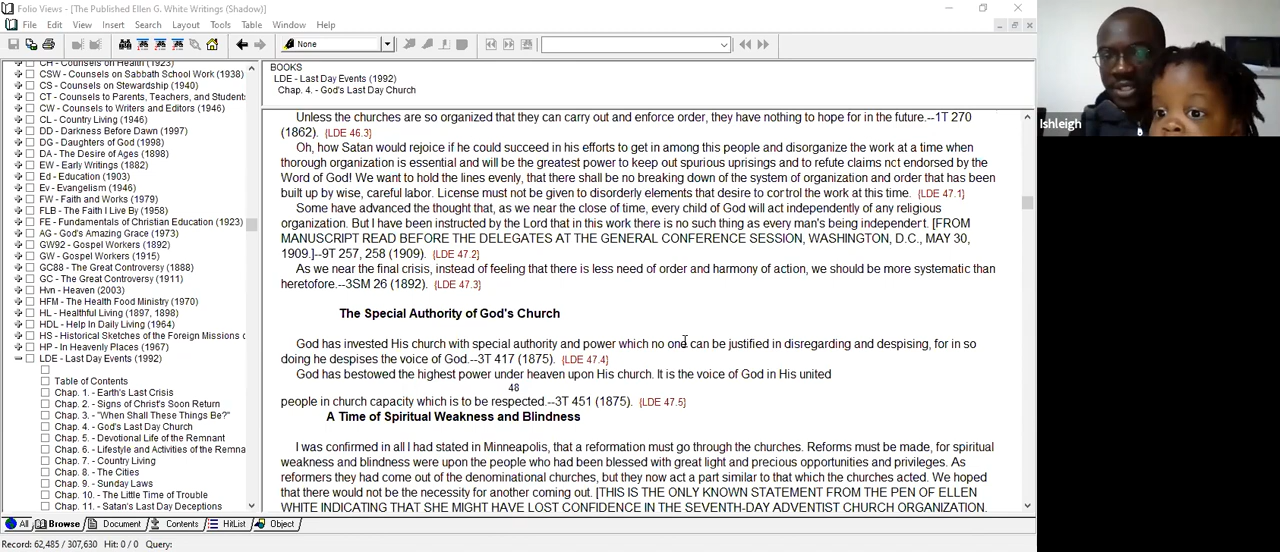 Folio Views - [The Published Ellen G. White Writings (Shadow)]
File Edit View Insert Search Layout Tools Table Window Help
None
CH - Counsels on Health (1923)
CSW - Counsels on Sabbath School Work (1938)
CS - Counsels on Stewardship (1940)
CT - Counsels to Parents, Teachers, and Students
CW - Counsels to Writers and Editors (1946)
CL - Country Living (1946)
DD - Darkness Before Dawn (1997)
DG - Daughters of God (1998)
DA - The Desire of Ages (1898)
EW - Early Writings (1882)
Ed - Education (1903)
Ev - Evangelism (1946)
FW - Faith and Works (1979)
FLB - The Faith I Live By (1958)
FE - Fundamentals of Christian Education (1923)
AG - God's Amazing Grace (1973)
GW92 - Gospel Workers (1892)
GW - Gospel Workers (1915)
GC88 - The Great Controversy (1888)
GC - The Great Controversy (1911)
Hvn - Heaven (2003)
HFM - The Health Food Ministry (1970)
HL - Healthful Living (1897, 1898)
HDL - Help In Daily Living (1964)
HS - Historical Sketches of the Foreign Missions o
HP - In Heavenly Places (1967)
LDE - Last Day Events (1992)
Table of Contents
Chap. 1. - Earth's Last Crisis
Chap. 2. - Signs of Christ's Soon Return
Chap. 3. - "When Shall These Things Be?"
Chap. 4. - God's Last Day Church
Chap. 5. - Devotional Life of the Remnant
Chap. 6. - Lifestyle and Activities of the Remna
Chap. 7. - Country Living
Chap. 8. - The Cities
Chap. 9. - Sunday Laws
Chap. 10. - The Little Time of Trouble
Chap. 11. - Satan's Last Day Deceptions
BOOKS
LDE - Last Day Events (1992)
Chap. 4. - God's Last Day Church
Unless the churches are so organized that they can carry out and enforce order, they have nothing to hope for in the future.--1T 270
(1862). {LDE 46.3}
Oh, how Satan would rejoice if he could succeed in his efforts to get in among this people and disorganize the work at a time when
thorough organization is essential and will be the greatest power to keep out spurious uprisings and to refute claims not endorsed by the
Word of God! We want to hold the lines evenly, that there shall be no breaking down of the system of organization and order that has been
built up by wise, careful labor. License must not be given to disorderly elements that desire to control the work at this time. {LDE 47.1}
Some have advanced the thought that, as we near the close of time, every child of God will act independently of any religious
organization. But I have been instructed by the Lord that in this work there is no such thing as every man's being independent. [FROM
MANUSCRIPT READ BEFORE THE DELEGATES AT THE GENERAL CONFERENCE SESSION, WASHINGTON, D.C., MAY 30,
1909.]--9T 257, 258 (1909). {LDE 47.2}
As we near the final crisis, instead of feeling that there is less need of order and harmony of action, we should be more systematic than
heretofore.--3SM 26 (1892). {LDE 47.3}
The Special Authority of God's Church
God has invested His church with special authority and power which no one can be justified in disregarding and despising, for in so
doing he despises the voice of God.--3T 417 (1875). {LDE 47.4}
God has bestowed the highest power under heaven upon His church. It is the voice of God in His united
48
people in church capacity which is to be respected.--3T 451 (1875). {LDE 47.5}
A Time of Spiritual Weakness and Blindness
I was confirmed in all I had stated in Minneapolis, that a reformation must go through the churches. Reforms must be made, for spiritual
weakness and blindness were upon the people who had been blessed with great light and precious opportunities and privileges. As
reformers they had come out of the denominational churches, but they now act a part similar to that which the churches acted. We hoped
that there would not be the necessity for another coming out. [THIS IS THE ONLY KNOWN STATEMENT FROM THE PEN OF ELLEN
WHITE INDICATING THAT SHE MIGHT HAVE LOST CONFIDENCE IN THE SEVENTH-DAY ADVENTIST CHURCH ORGANIZATION.
All Browse Document Contents HitList Object
Record: 62,485 / 307,630 Hit: 0 / 0 Query:
Ishleigh